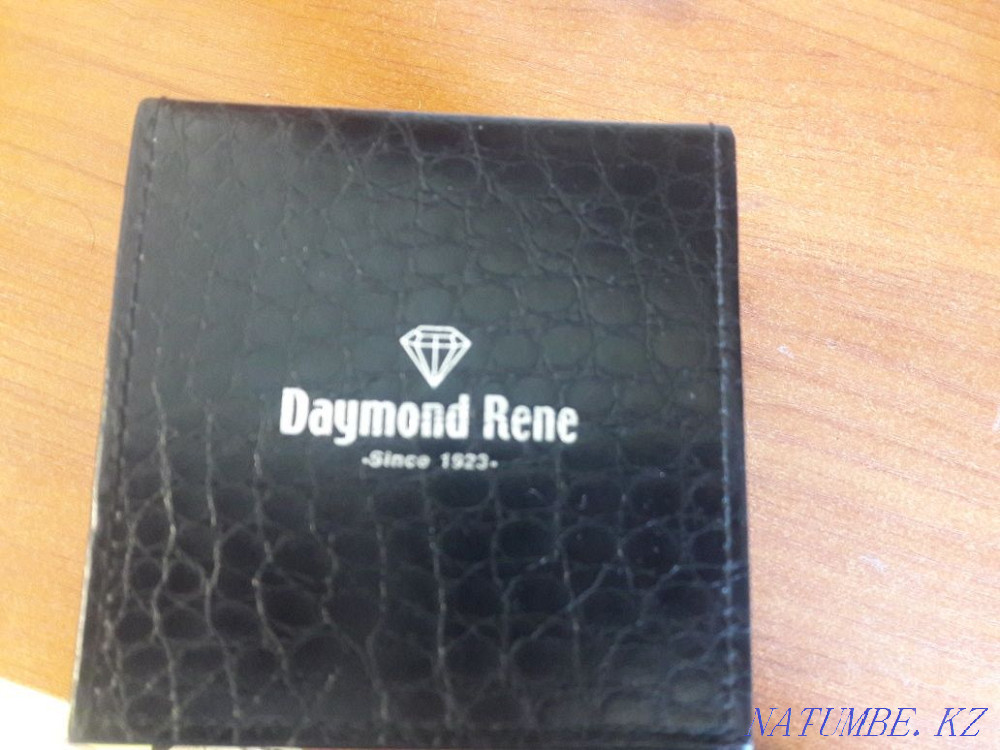 Daymond Rene
-Since 1923-
NATUMBE. KZ